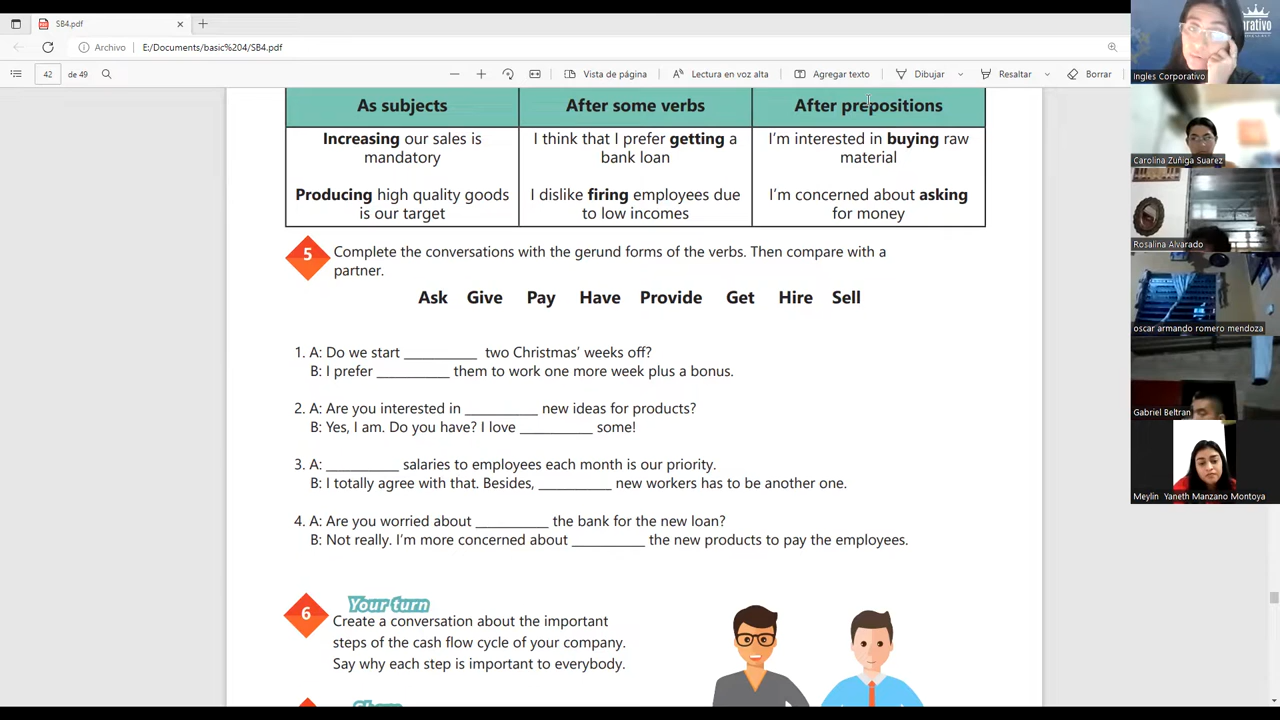 SB4.pdf
Archivo E:/Documents/basic%204/SB4.pdf
42 de 49 Vista de página Lectura en voz alta Agregar texto Dibujar Resaltar Borrar
As subjects After some verbs After prepositions
Increasing our sales is mandatory
Producing high quality goods is our target
I think that I prefer getting a bank loan
I dislike firing employees due to low incomes
I'm interested in buying raw material
I'm concerned about asking for money
5 Complete the conversations with the gerund forms of the verbs. Then compare with a
partner.
Ask Give Pay Have Provide Get Hire Sell
1. A: Do we start __________ two Christmas' weeks off?
B: I prefer __________ them to work one more week plus a bonus.
2. A: Are you interested in __________ new ideas for products?
B: Yes, I am. Do you have? I love __________ some!
3. A: __________ salaries to employees each month is our priority.
B: I totally agree with that. Besides, __________ new workers has to be another one.
4. A: Are you worried about __________ the bank for the new loan?
B: Not really. I'm more concerned about __________ the new products to pay the employees.
6 Your turn
Create a conversation about the important
steps of the cash flow cycle of your company.
Say why each step is important to everybody.
Ingles Corporativo
Carolina Zuñiga Suarez
Rosalina Alvarado
oscar armando romero mendoza
Gabriel Beltran
Meylin Yaneth Manzano Montoya